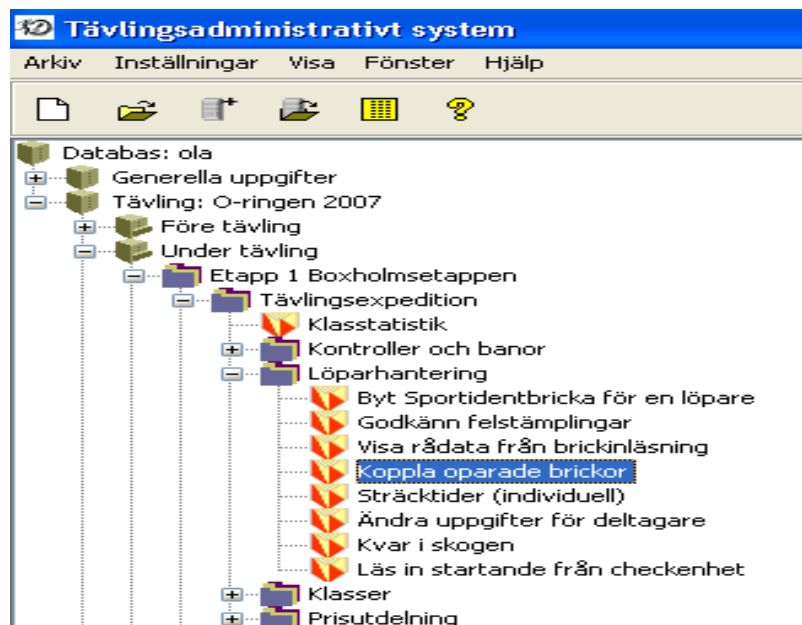 Tävlingsadministrativt system
Arkiv Inställningar Visa Fönster Hjälp
Databas: ola
Generella uppgifter
Tävling: O-ringen 2007
Före tävling
Under tävling
Etapp 1 Boxholmsetappen
Tävlingsexpedition
Klasstatistik
Kontroller och banor
Löparhantering
Byt Sportidentbricka för en löpare
Godkänn felstämplingar
Visa rådata från brickinläsning
Koppla oparade brickor
Sträcktider (individuell)
Ändra uppgifter för deltagare
Kvar i skogen
Läs in startande från checkenhet
Klasser
Prisutdelning